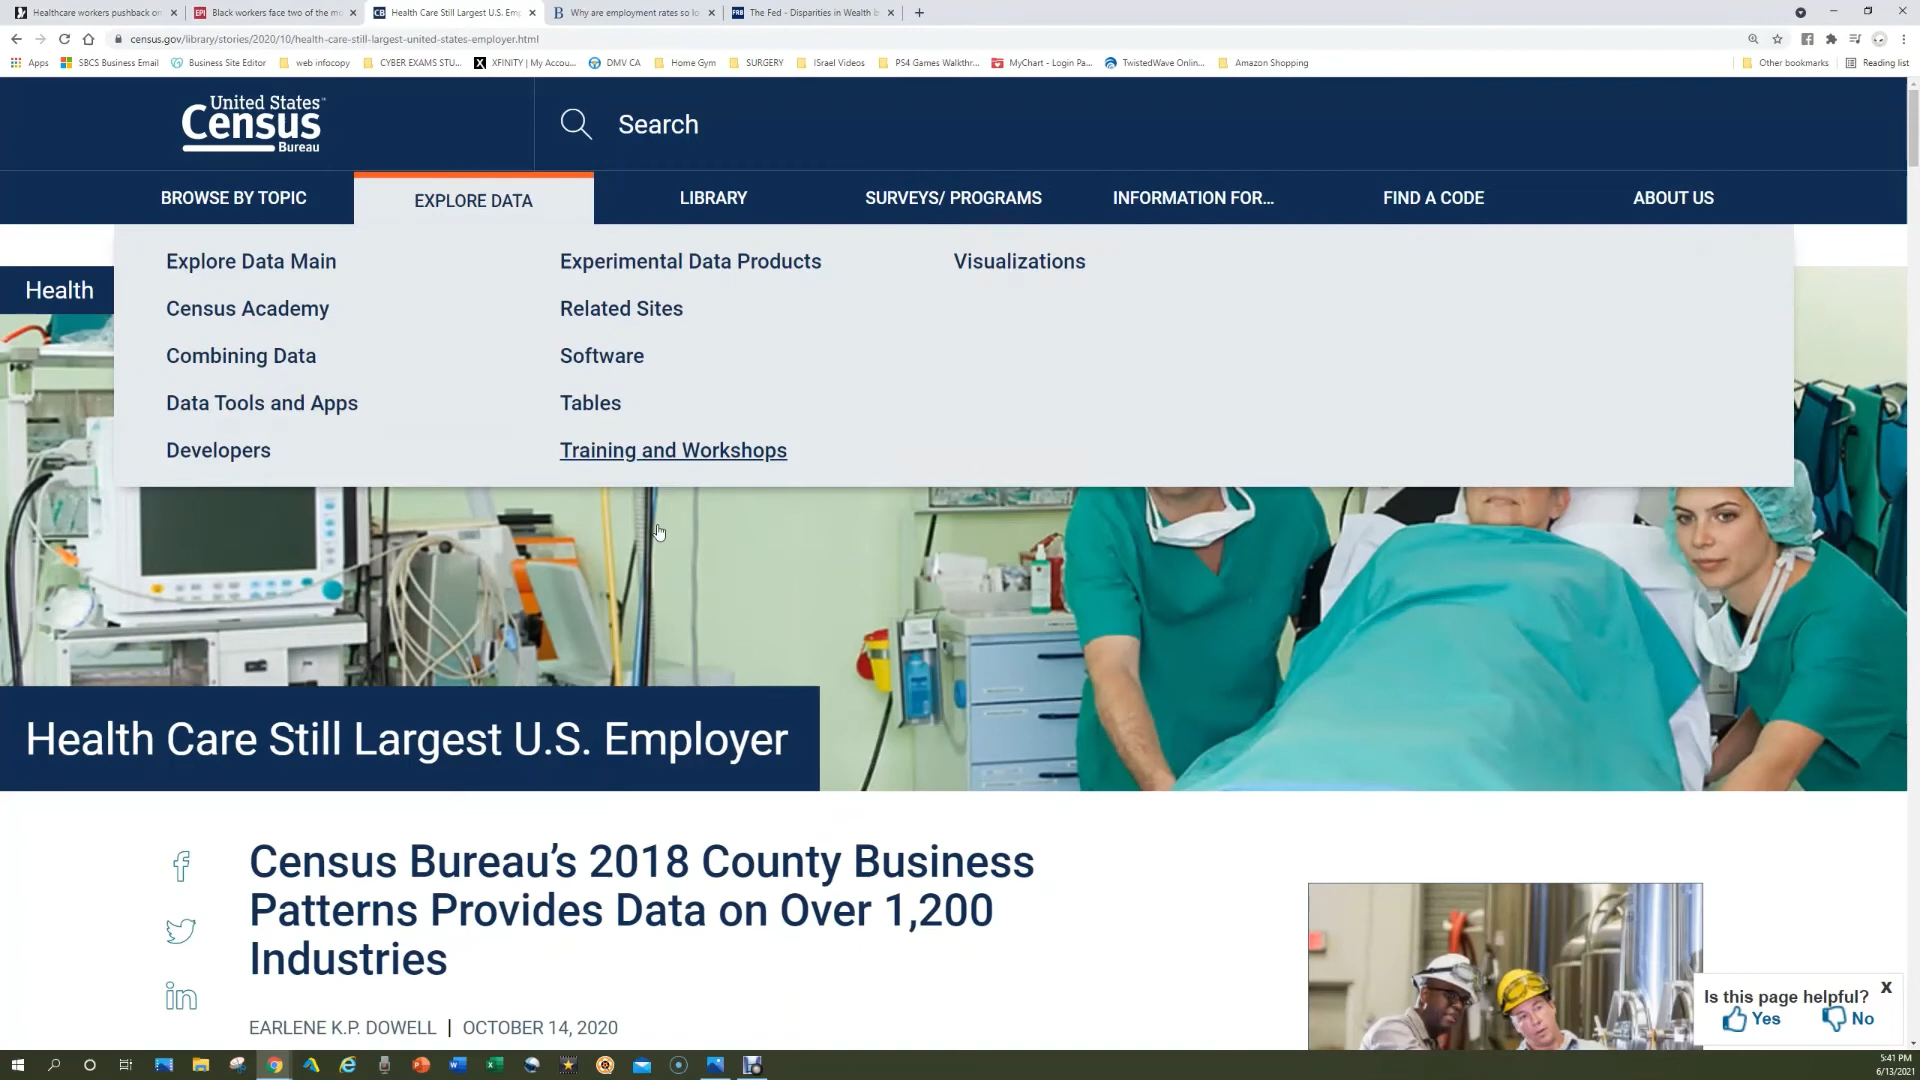 Healthcare workers pushback on
Black workers face two of the mo
Health Care Still Largest U.S. Emp
Why are employment rates so lo
The Fed - Disparities in Wealth b
census.gov/library/stories/2020/10/health-care-still-largest-united-states-employer.html
Apps
SBCS Business Email
Business Site Editor
web infocopy
CYBER EXAMS STU...
XFINITY | My Accou...
DMV CA
Home Gym
SURGERY
ISrael Videos
PS4 Games Walkthr...
MyChart - Login Pa...
TwistedWave Onlin...
Amazon Shopping
Other bookmarks
Reading list
United States
Census
Bureau
Search
BROWSE BY TOPIC
EXPLORE DATA
LIBRARY
SURVEYS/ PROGRAMS
INFORMATION FOR...
FIND A CODE
ABOUT US
Explore Data Main
Experimental Data Products
Visualizations
Health
Census Academy
Related Sites
Combining Data
Software
Data Tools and Apps
Tables
Developers
Training and Workshops
Health Care Still Largest U.S. Employer
Census Bureau's 2018 County Business
Patterns Provides Data on Over 1,200
Industries
EARLENE K.P. DOWELL | OCTOBER 14, 2020
Is this page helpful? X
Yes No
5:41 PM
6/13/2021